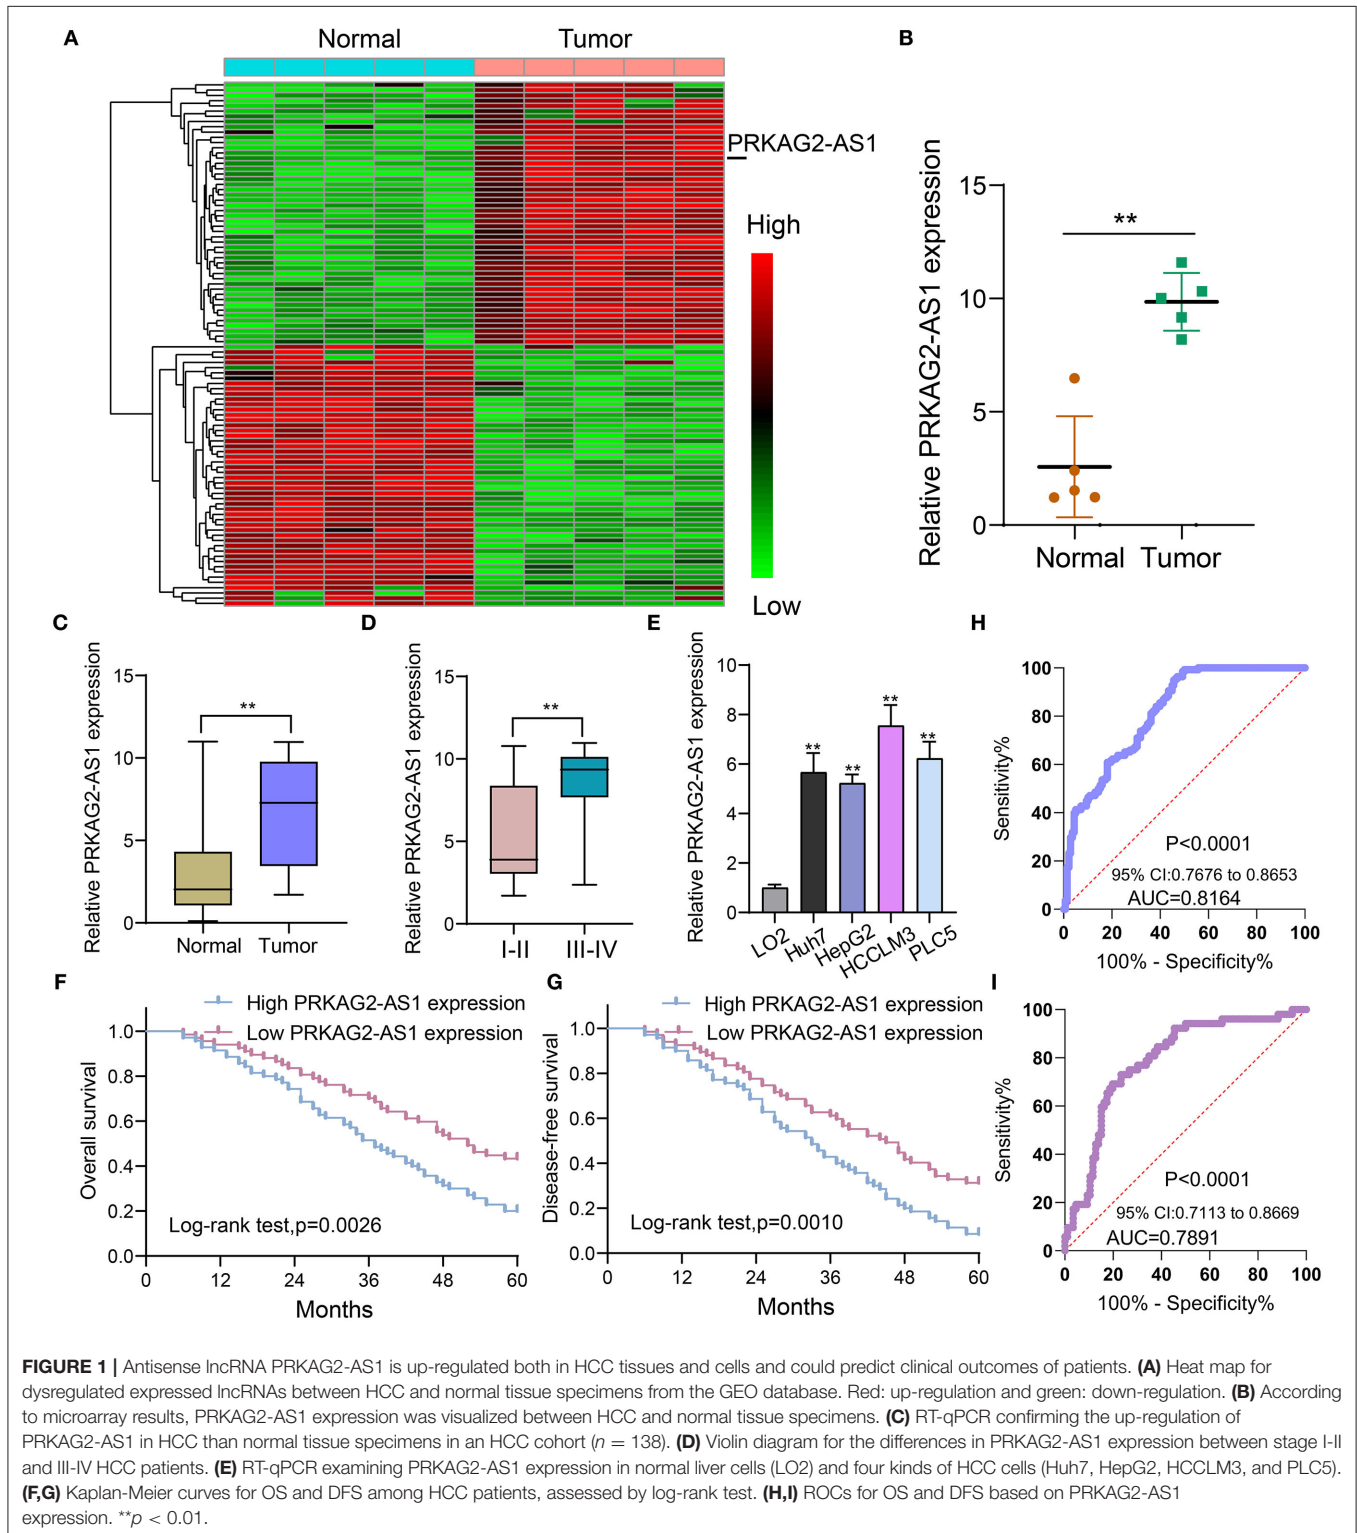 A
Normal
Tumor
PRKAG2-AS1
High
Low
B
Relative PRKAG2-AS1 expression
15
10
5
0
**
Normal
Tumor
C
Relative PRKAG2-AS1 expression
15
10
5
0
**
Normal
Tumor
D
Relative PRKAG2-AS1 expression
15
10
5
0
**
I-II
III-IV
E
Relative PRKAG2-AS1 expression
10
8
6
4
2
0
**
**
**
**
LO2
Huh7
HepG2
HCCLM3
PLC5
H
Sensitivity%
100
80
60
40
20
0
P<0.0001
95% CI:0.7676 to 0.8653
AUC=0.8164
0 20 40 60 80 100
100% - Specificity%
F
High PRKAG2-AS1 expression
Low PRKAG2-AS1 expression
Overall survival
1.0
0.8
0.6
0.4
0.2
0.0
Log-rank test,p=0.0026
0 12 24 36 48 60
Months
G
High PRKAG2-AS1 expression
Low PRKAG2-AS1 expression
Disease-free survival
1.0
0.8
0.6
0.4
0.2
0.0
Log-rank test,p=0.0010
0 12 24 36 48 60
Months
I
Sensitivity%
100
80
60
40
20
0
P<0.0001
95% CI:0.7113 to 0.8669
AUC=0.7891
0 20 40 60 80 100
100% - Specificity%
FIGURE 1 | Antisense lncRNA PRKAG2-AS1 is up-regulated both in HCC tissues and cells and could predict clinical outcomes of patients. (A) Heat map for
dysregulated expressed lncRNAs between HCC and normal tissue specimens from the GEO database. Red: up-regulation and green: down-regulation. (B) According
to microarray results, PRKAG2-AS1 expression was visualized between HCC and normal tissue specimens. (C) RT-qPCR confirming the up-regulation of
PRKAG2-AS1 in HCC than normal tissue specimens in an HCC cohort (n = 138). (D) Violin diagram for the differences in PRKAG2-AS1 expression between stage I-II
and III-IV HCC patients. (E) RT-qPCR examining PRKAG2-AS1 expression in normal liver cells (LO2) and four kinds of HCC cells (Huh7, HepG2, HCCLM3, and PLC5).
(F,G) Kaplan-Meier curves for OS and DFS among HCC patients, assessed by log-rank test. (H,I) ROCs for OS and DFS based on PRKAG2-AS1
expression. **p < 0.01.